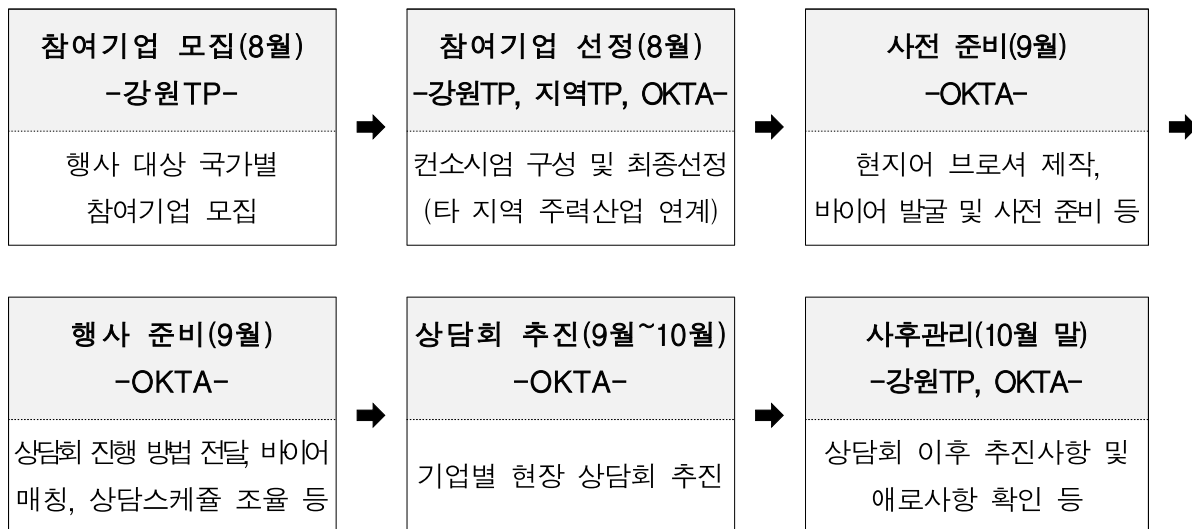 참여기업 모집(8월)
-강원TP-
행사 대상 국가별
참여기업 모집
참여기업 선정(8월)
-강원TP, 지역TP, OKTA-
컨소시엄 구성 및 최종선정
(타 지역 주력산업 연계)
사전 준비(9월)
-OKTA-
현지어 브로셔 제작,
바이어 발굴 및 사전 준비 등
행사 준비(9월)
-OKTA-
상담회 진행 방법 전달, 바이어
매칭, 상담스케쥴 조율 등
상담회 추진(9월~10월)
-OKTA-
기업별 현장 상담회 추진
사후관리(10월 말)
-강원TP, OKTA-
상담회 이후 추진사항 및
애로사항 확인 등